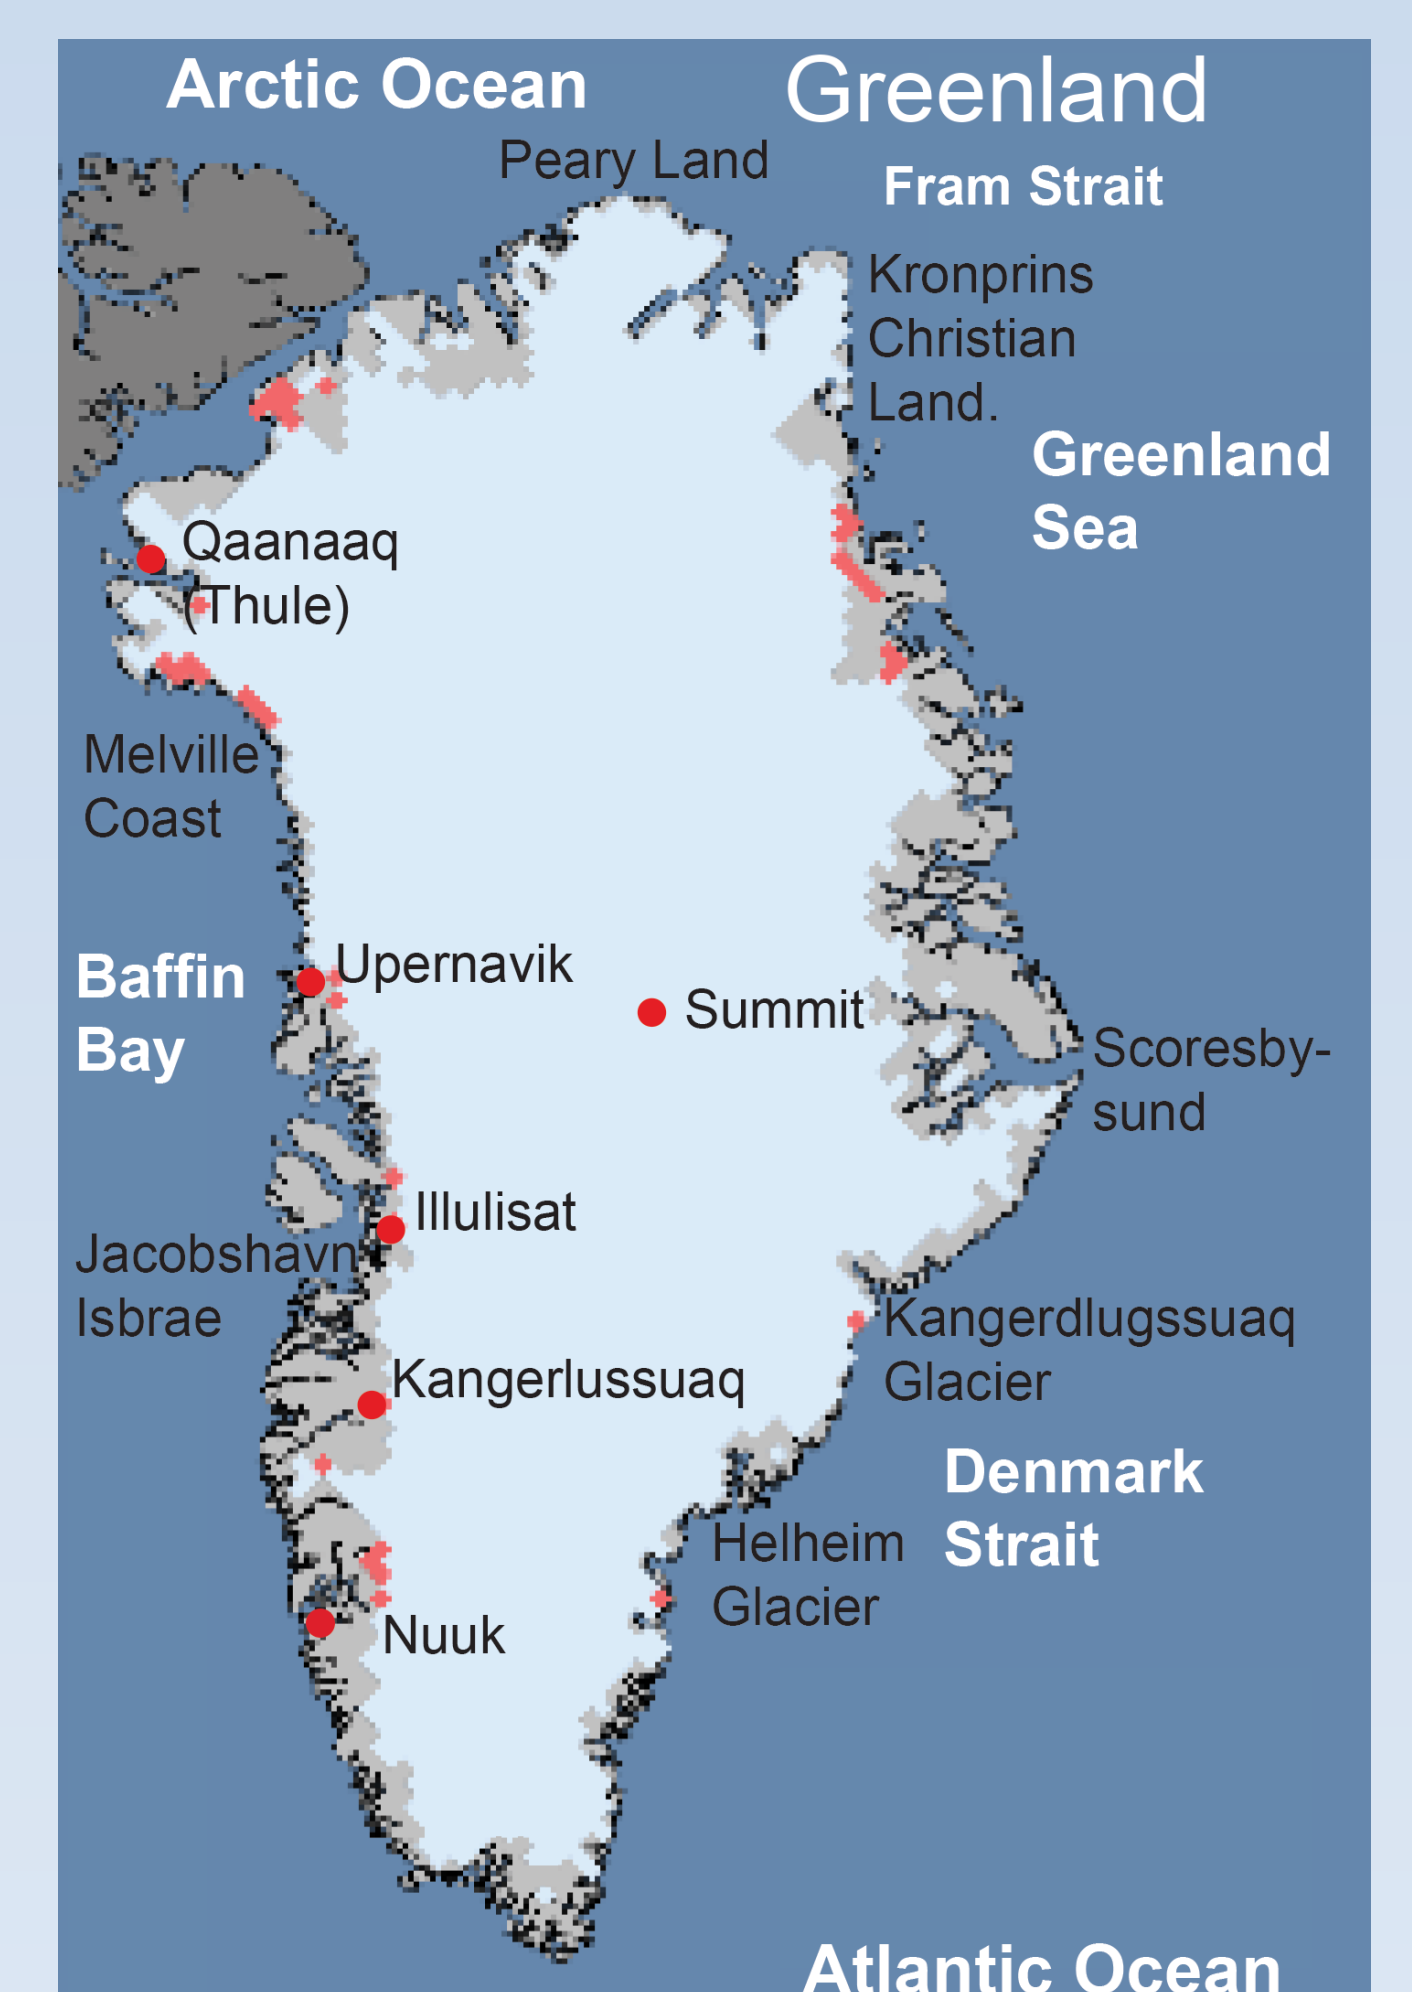 Arctic Ocean
Greenland
Peary Land
Fram Strait
Kronprins
Christian
Land.
Greenland
Sea
Qaanaaq
(Thule)
Melville
Coast
Baffin
Bay
Upernavik
Summit
Scoresby-
sund
Illulisat
Jacobshavn
Isbrae
Kangerdlugssuaq
Glacier
Kangerlussuaq
Denmark
Strait
Helheim
Glacier
Nuuk
Atlantic Ocean